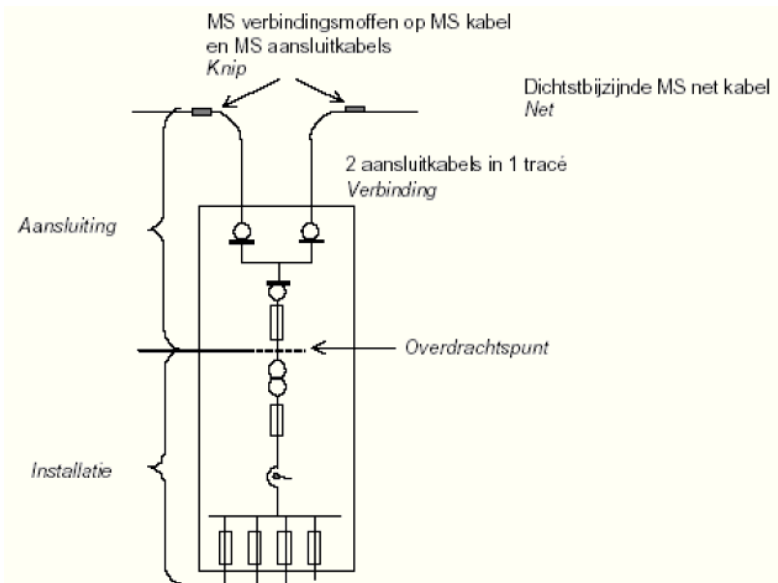 MS verbindingsmoffen op MS kabel
en MS aansluitkabels
Knip
Dichtstbijzijnde MS net kabel
Net
2 aansluitkabels in 1 tracé
Verbinding
Aansluiting
Overdrachtspunt
Installatie